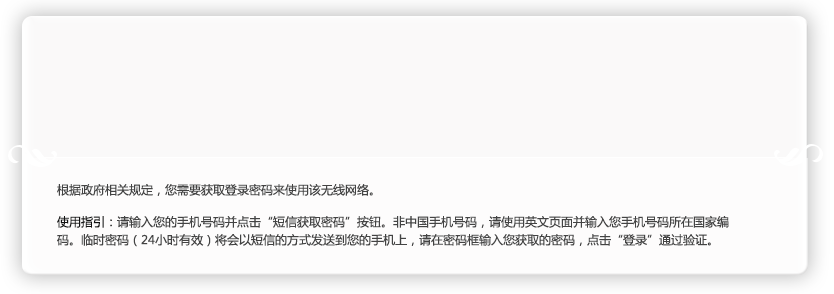 根据政府相关规定，您需要获取登录密码来使用该无线网络。
使用指引：请输入您的手机号码并点击“短信获取密码”按钮。非中国手机号码，请使用英文页面并输入您手机号码所在国家编
码。临时密码（24小时有效）将会以短信的方式发送到您的手机上，请在密码框输入您获取的密码，点击“登录”通过验证。